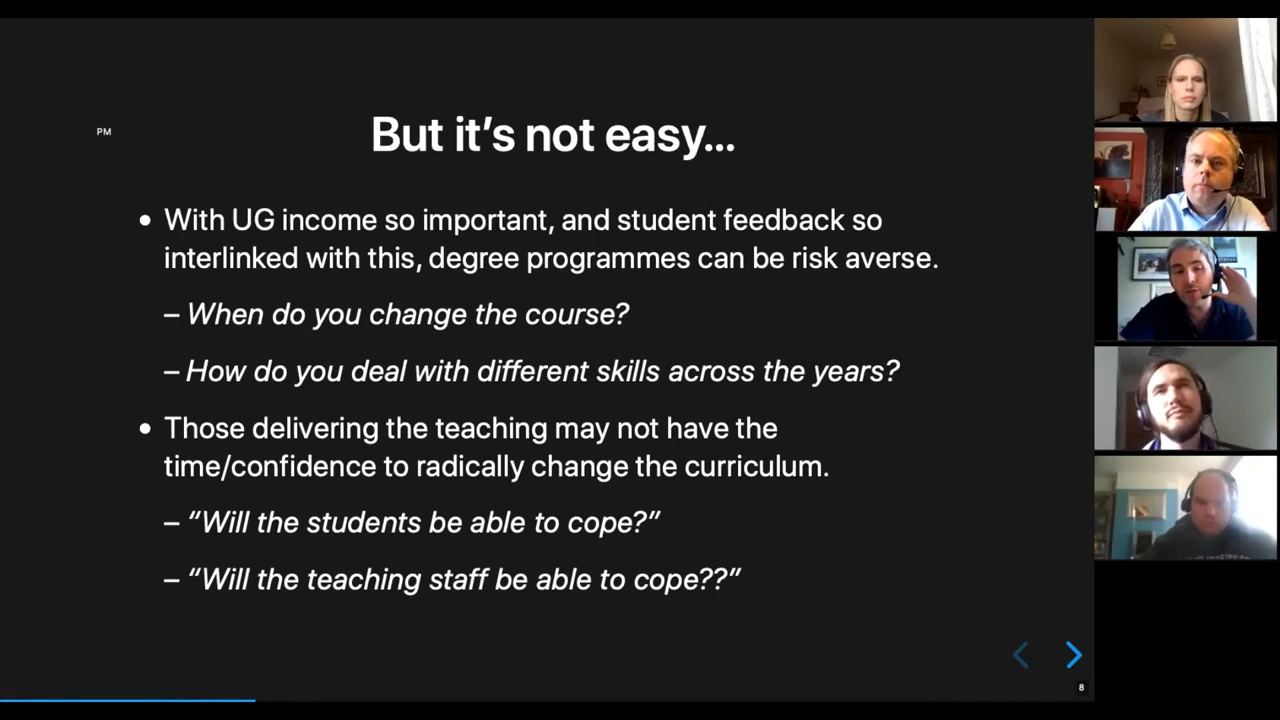 PM
But it’s not easy…
• With UG income so important, and student feedback so
interlinked with this, degree programmes can be risk averse.
– When do you change the course?
– How do you deal with different skills across the years?
• Those delivering the teaching may not have the
time/confidence to radically change the curriculum.
– “Will the students be able to cope?”
– “Will the teaching staff be able to cope??”
8